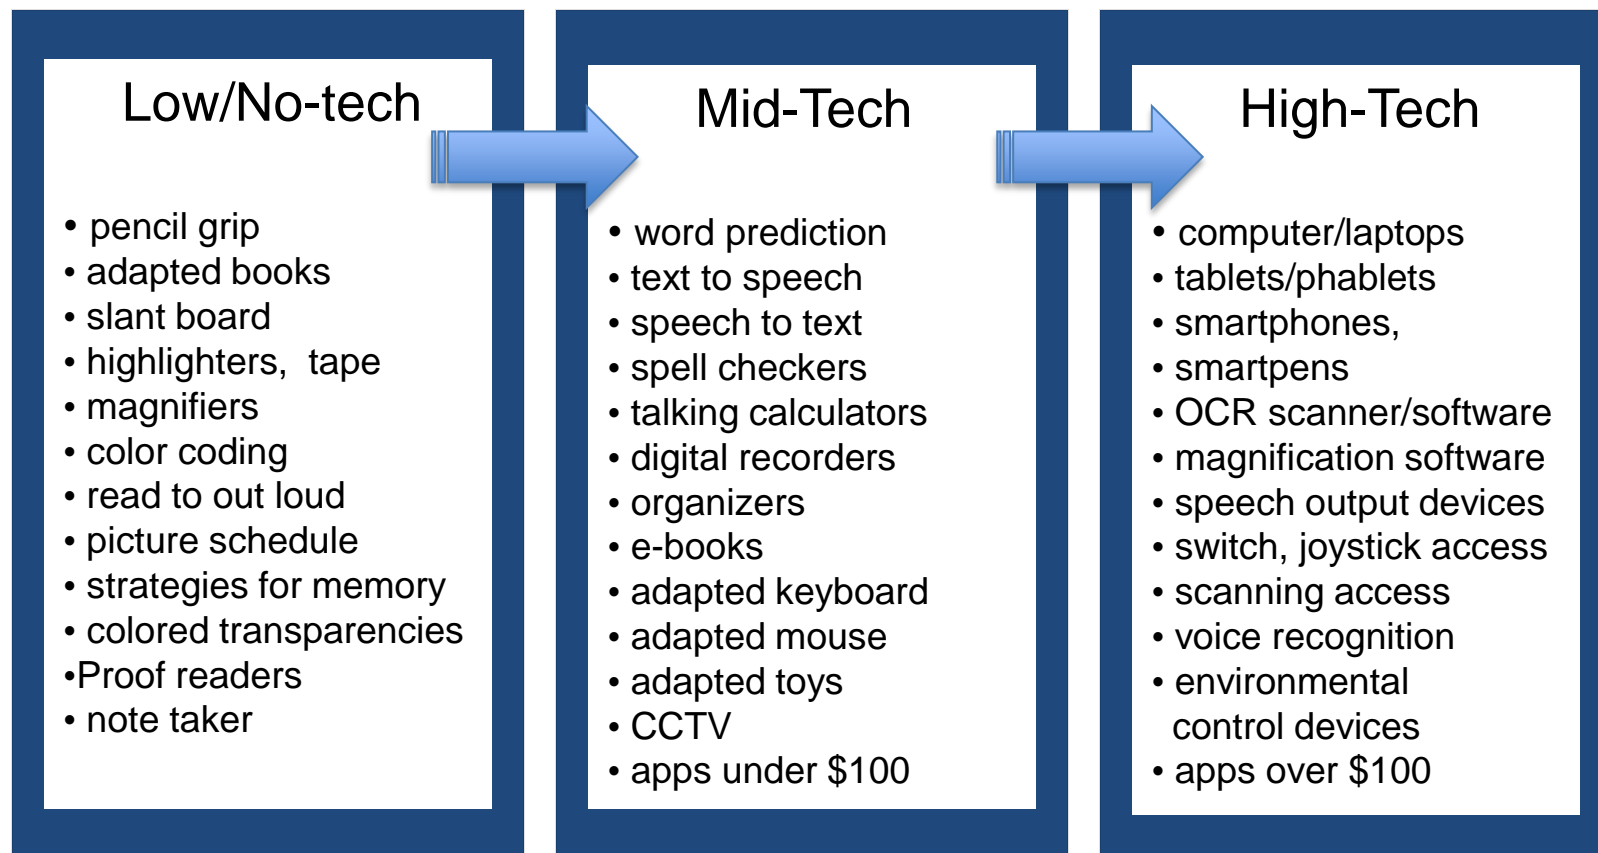 Low/No-tech
• pencil grip
• adapted books
• slant board
• highlighters,  tape
• magnifiers
• color coding
• read to out loud
• picture schedule
• strategies for memory
• colored transparencies
•Proof readers
• note taker
Mid-Tech
• word prediction
• text to speech
• speech to text
• spell checkers
• talking calculators
• digital recorders
• organizers
• e-books
• adapted keyboard
• adapted mouse
• adapted toys
• CCTV
• apps under $100
High-Tech
• computer/laptops
• tablets/phablets
• smartphones,
• smartpens
• OCR scanner/software
• magnification software
• speech output devices
• switch, joystick access
• scanning access
• voice recognition
• environmental
control devices
• apps over $100